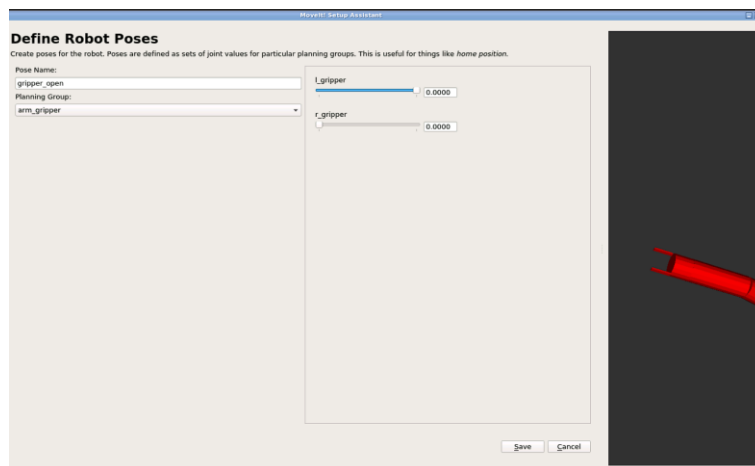 MoveIt! Setup Assistant
Define Robot Poses
Create poses for the robot. Poses are defined as sets of joint values for particular planning groups. This is useful for things like home position.
Pose Name:
gripper_open
Planning Group:
arm_gripper
l_gripper
0.0000
r_gripper
0.0000
Save Cancel